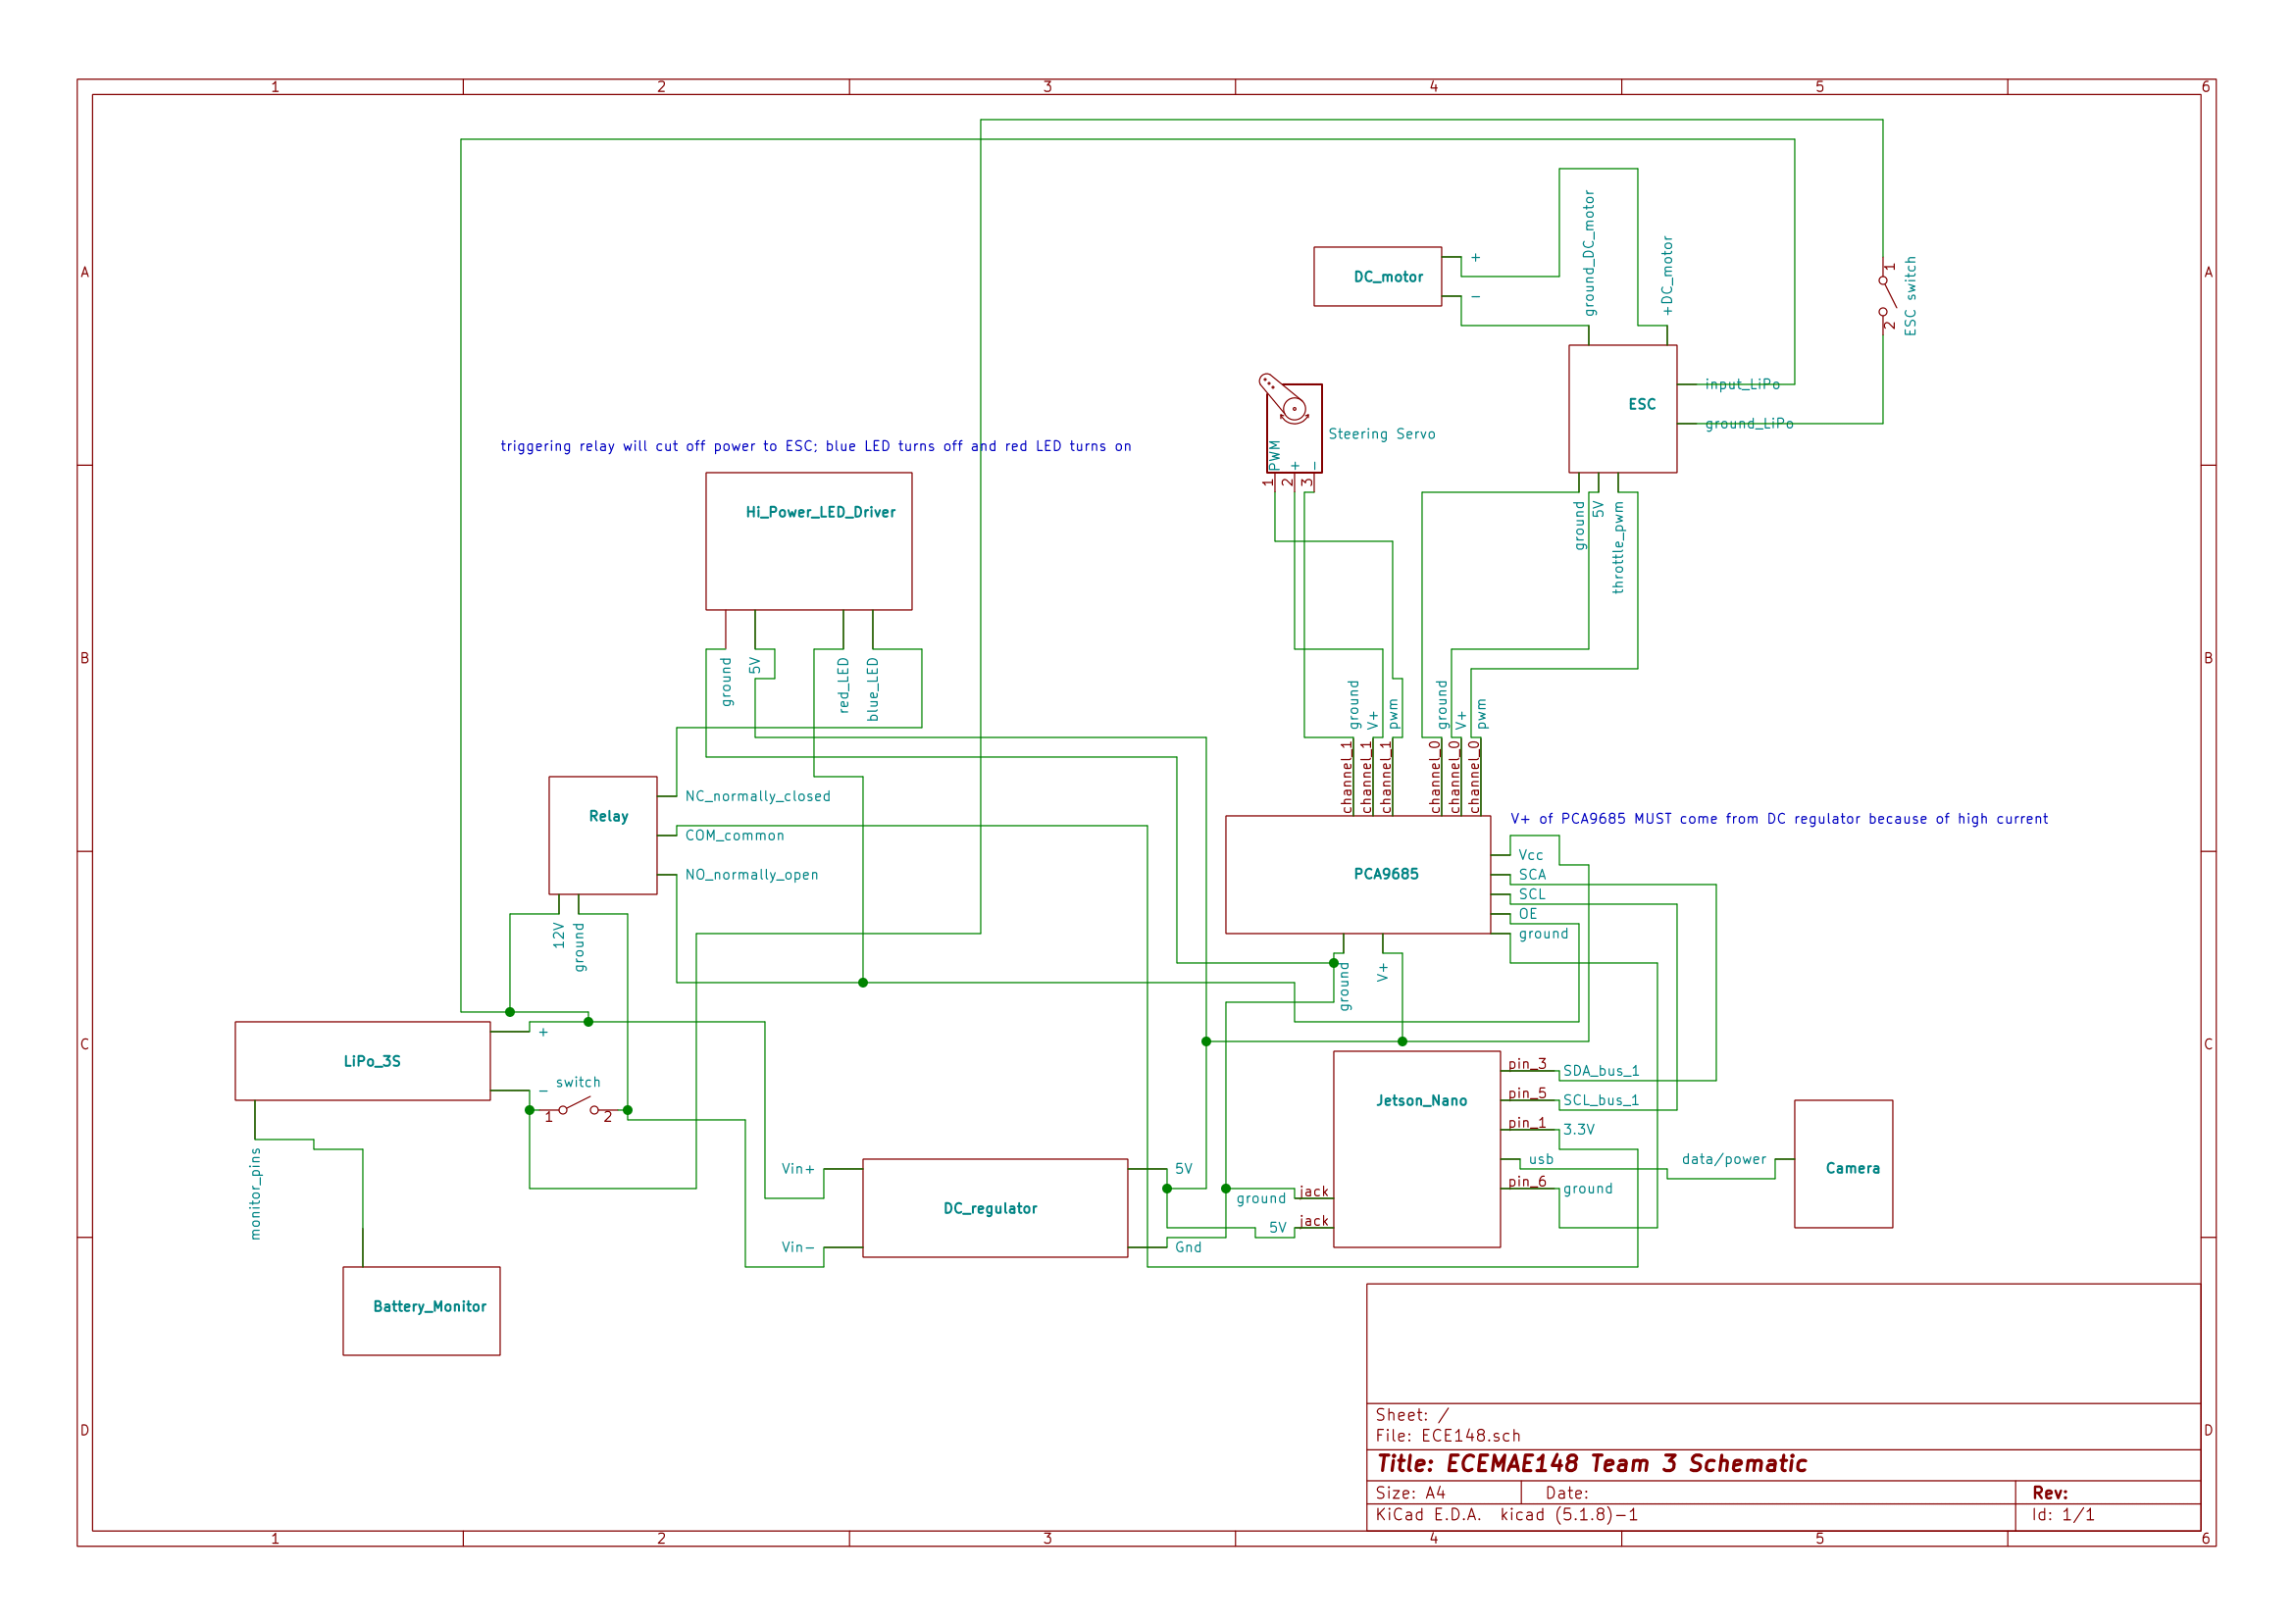 1 2 3 4 5 6
A
A
ground_DC_motor
+DC_motor
DC_motor
+
-
1
2
ESC switch
ESC
input_LiPo
ground_LiPo
Steering Servo
PWM
+
-
1 2 3
triggering relay will cut off power to ESC; blue LED turns off and red LED turns on
Hi_Power_LED_Driver
ground
5V
throttle_pwm
B
B
ground
5V
red_LED
blue_LED
ground
V+
pwm
ground
V+
pwm
channel_1
channel_1
channel_1
channel_0
channel_0
channel_0
NC_normally_closed
Relay
COM_common
NO_normally_open
V+ of PCA9685 MUST come from DC regulator because of high current
PCA9685
Vcc
SCA
SCL
OE
ground
12V
ground
ground
V+
C
C
LiPo_3S
+
-
switch
1 2
Jetson_Nano
pin_3 SDA_bus_1
pin_5 SCL_bus_1
pin_1 3.3V
usb
pin_6 ground
data/power
Camera
monitor_pins
Vin+
Vin-
DC_regulator
5V
Gnd
ground jack
5V jack
Battery_Monitor
D
D
Sheet: /
File: ECE148.sch
Title: ECEMAE148 Team 3 Schematic
Size: A4 Date: Rev:
KiCad E.D.A. kicad (5.1.8)-1 Id: 1/1
1 2 3 4 5 6